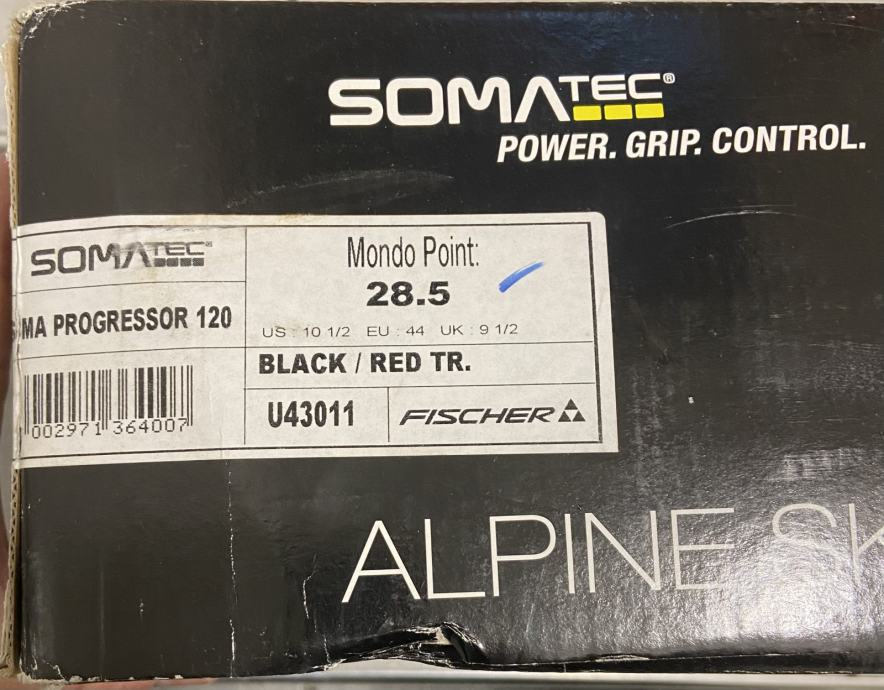 SOMATEC®
POWER. GRIP. CONTROL.
SOMATEC®
MA PROGRESSOR 120
002971 364007
Mondo Point:
28.5
US : 10 1/2 EU : 44 UK : 9 1/2
BLACK / RED TR.
U43011
FISCHER
ALPINE SK